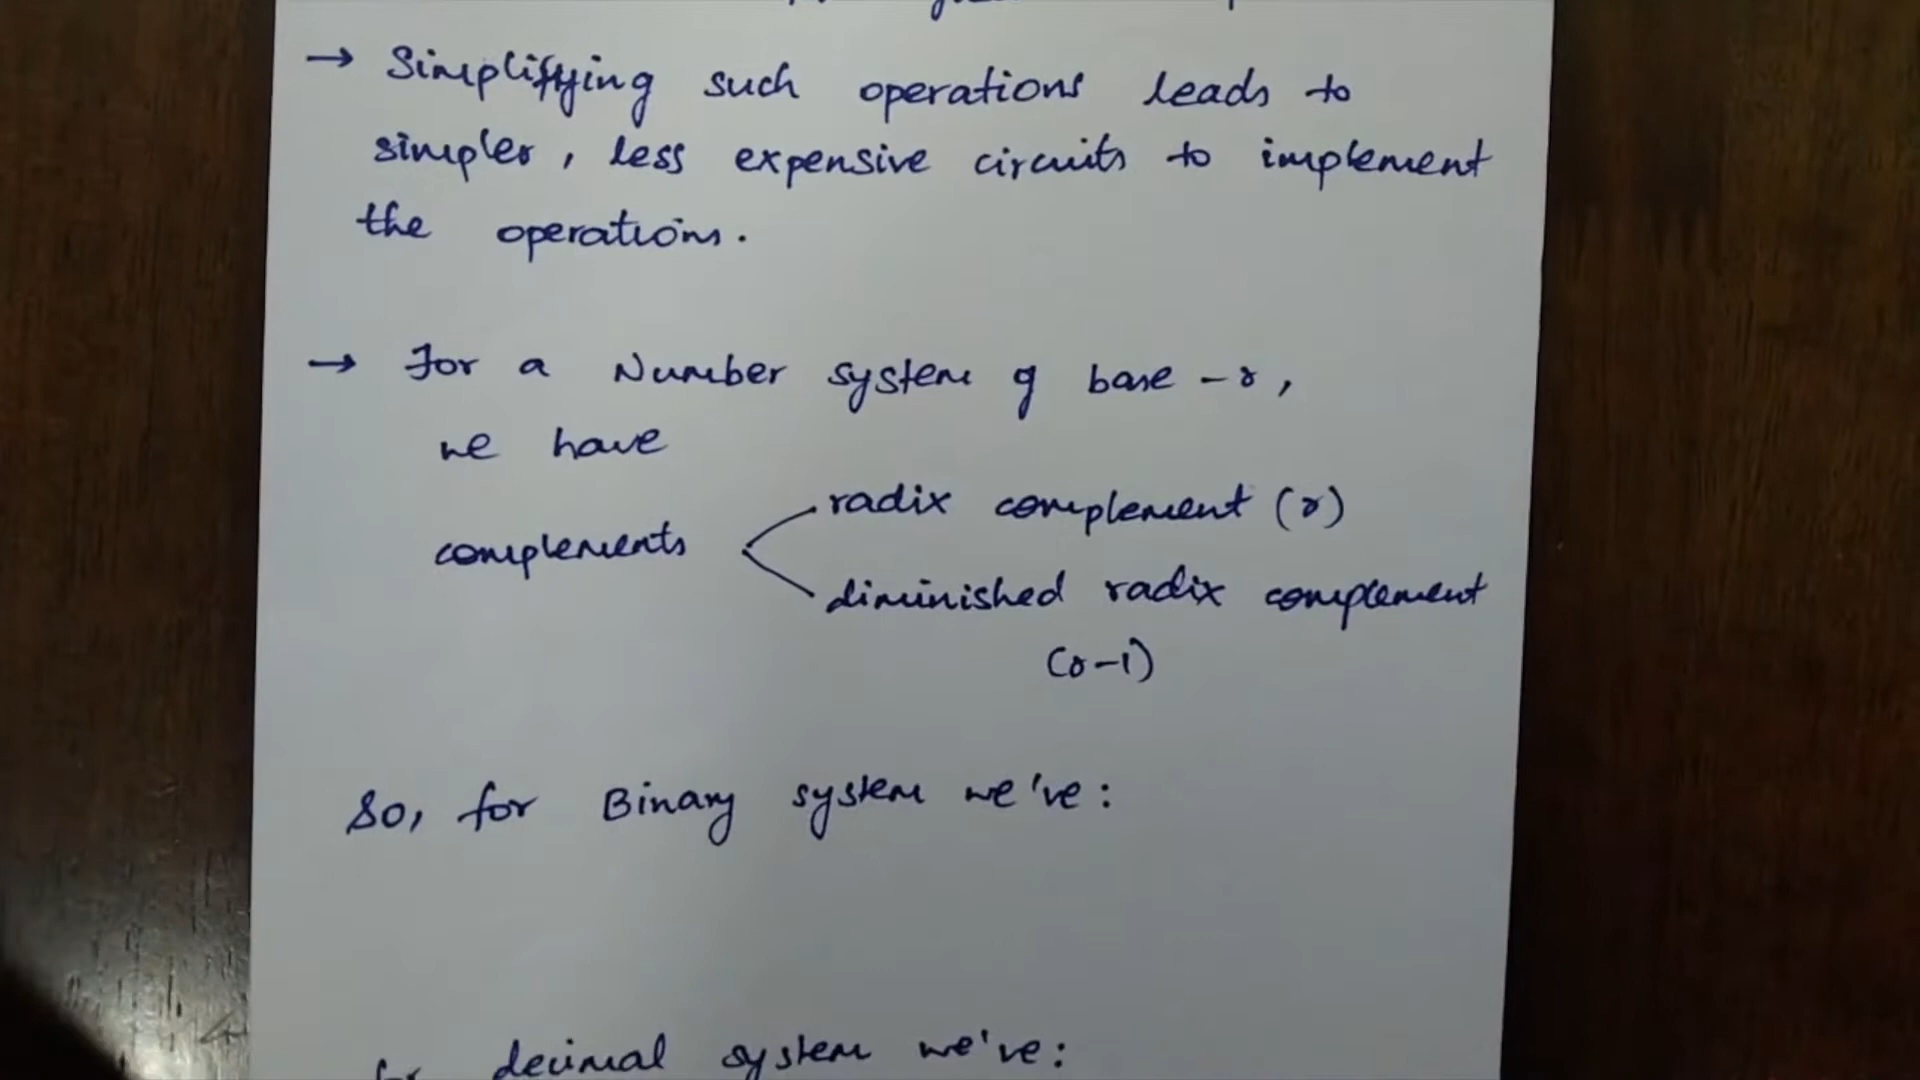 → Simplifying such operations leads to
simpler, less expensive circuits to implement
the operations.
→ For a Number system of base -r,
we have
complements
radix complement (r)
diminished radix complement
(r-1)
So, for Binary system we've:
for decimal system we've: